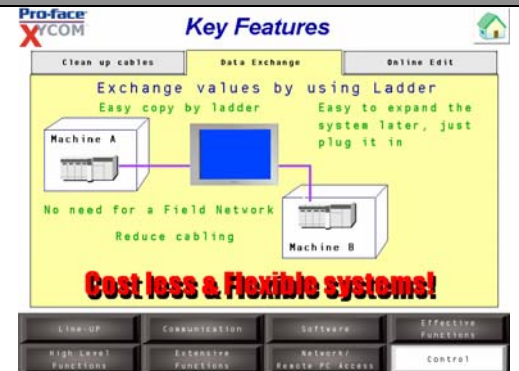 Pro-face
XYCOM
Key Features
Clean up cables
Data Exchange
Online Edit
Exchange values by using Ladder
Easy copy by ladder
Easy to expand the
system later, just
plug it in
Machine A
No need for a Field Network
Reduce cabling
Machine B
Cost less & Flexible systems!
Line-UP
Communication
Software
Effective
Functions
High Level
Functions
Extensive
Functions
Network/
Remote PC Access
Control